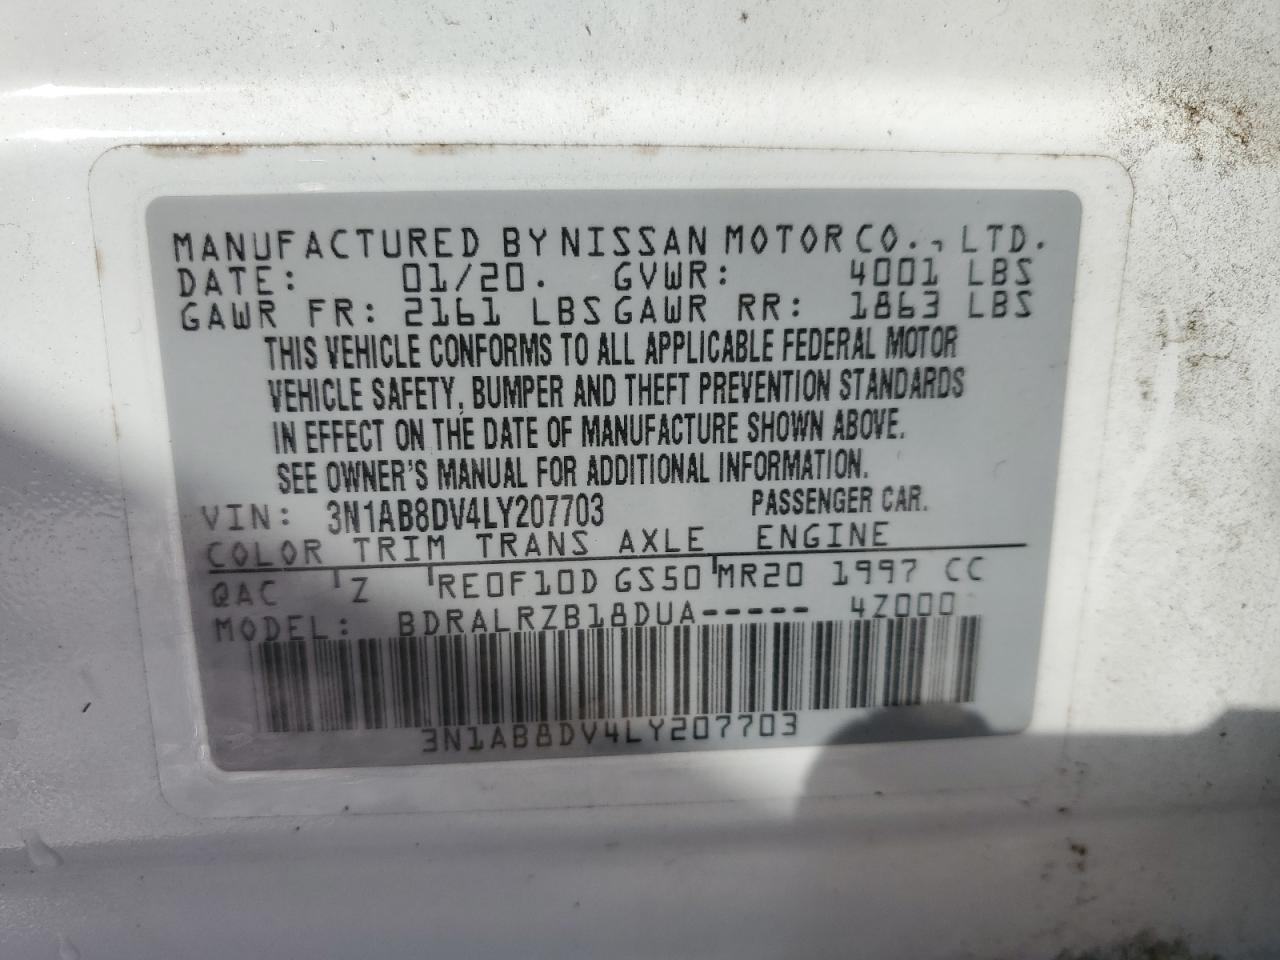 MANUFACTURED BY NISSAN MOTOR CO., LTD.
DATE: 01/20. GVWR: 4001 LBS
GAWR FR: 2161 LBS GAWR RR: 1863 LBS
THIS VEHICLE CONFORMS TO ALL APPLICABLE FEDERAL MOTOR
VEHICLE SAFETY, BUMPER AND THEFT PREVENTION STANDARDS
IN EFFECT ON THE DATE OF MANUFACTURE SHOWN ABOVE.
SEE OWNER'S MANUAL FOR ADDITIONAL INFORMATION.
VIN: 3N1AB8DV4LY207703 PASSENGER CAR.
COLOR TRIM TRANS AXLE ENGINE
QAC Z RE0F10D GS50 MR20 1997 CC
MODEL: BDRALRZB18DUA----- 4Z000
3N1AB8DV4LY207703